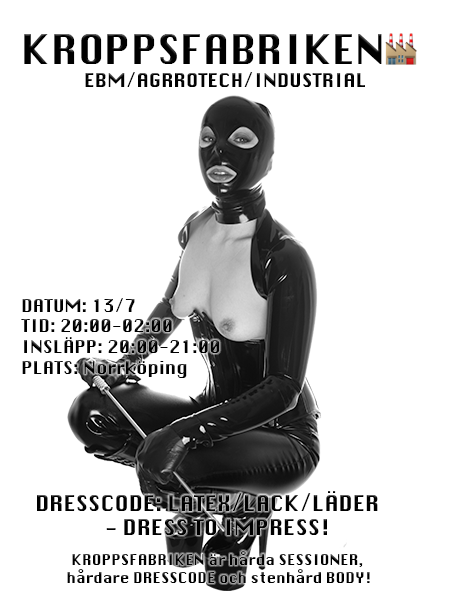 KROPPSFABRIKEN🏭
EBM/AGRROTECH/INDUSTRIAL
DATUM: 13/7
TID: 20:00-02:00
INSLÄPP: 20:00-21:00
PLATS: Norrköping
DRESSCODE: LATEX/LACK/LÄDER
- DRESS TO IMPRESS!
KROPPSFABRIKEN är hårda SESSIONER,
hårdare DRESSCODE och stenhård BODY!